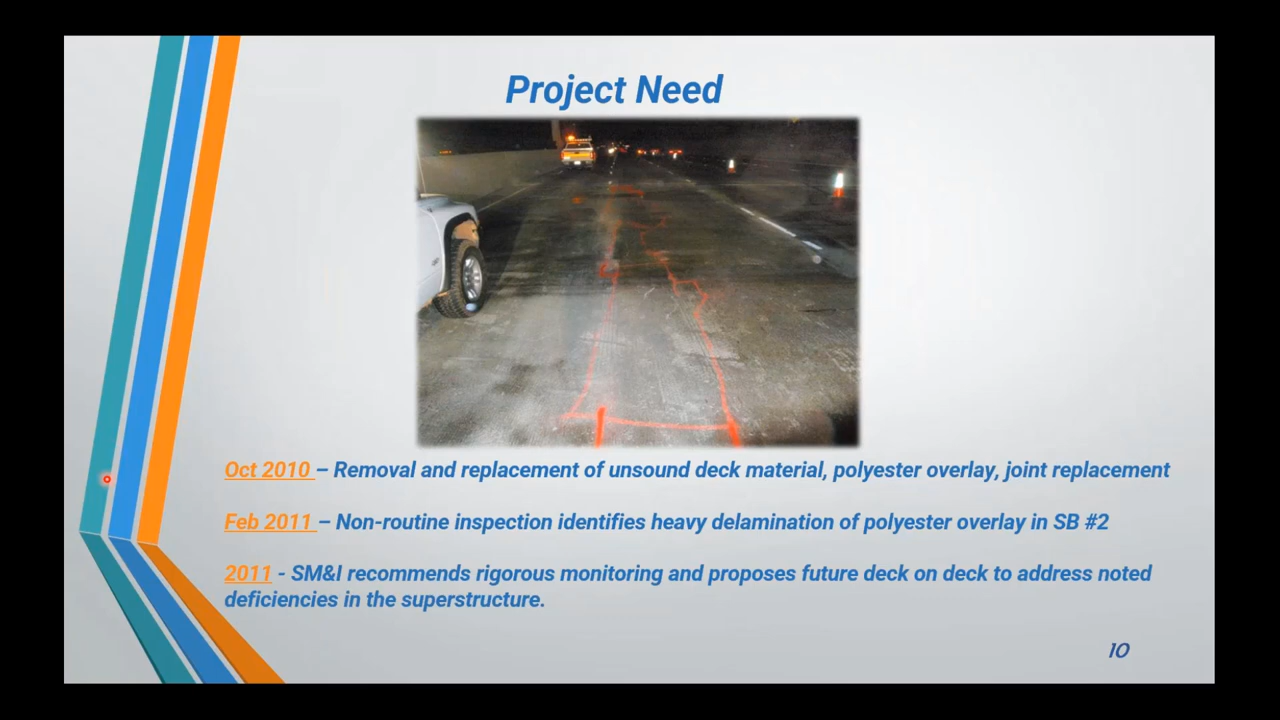 Project Need
Oct 2010 – Removal and replacement of unsound deck material, polyester overlay, joint replacement
Feb 2011 – Non-routine inspection identifies heavy delamination of polyester overlay in SB #2
2011 - SM&I recommends rigorous monitoring and proposes future deck on deck to address noted
deficiencies in the superstructure.
10